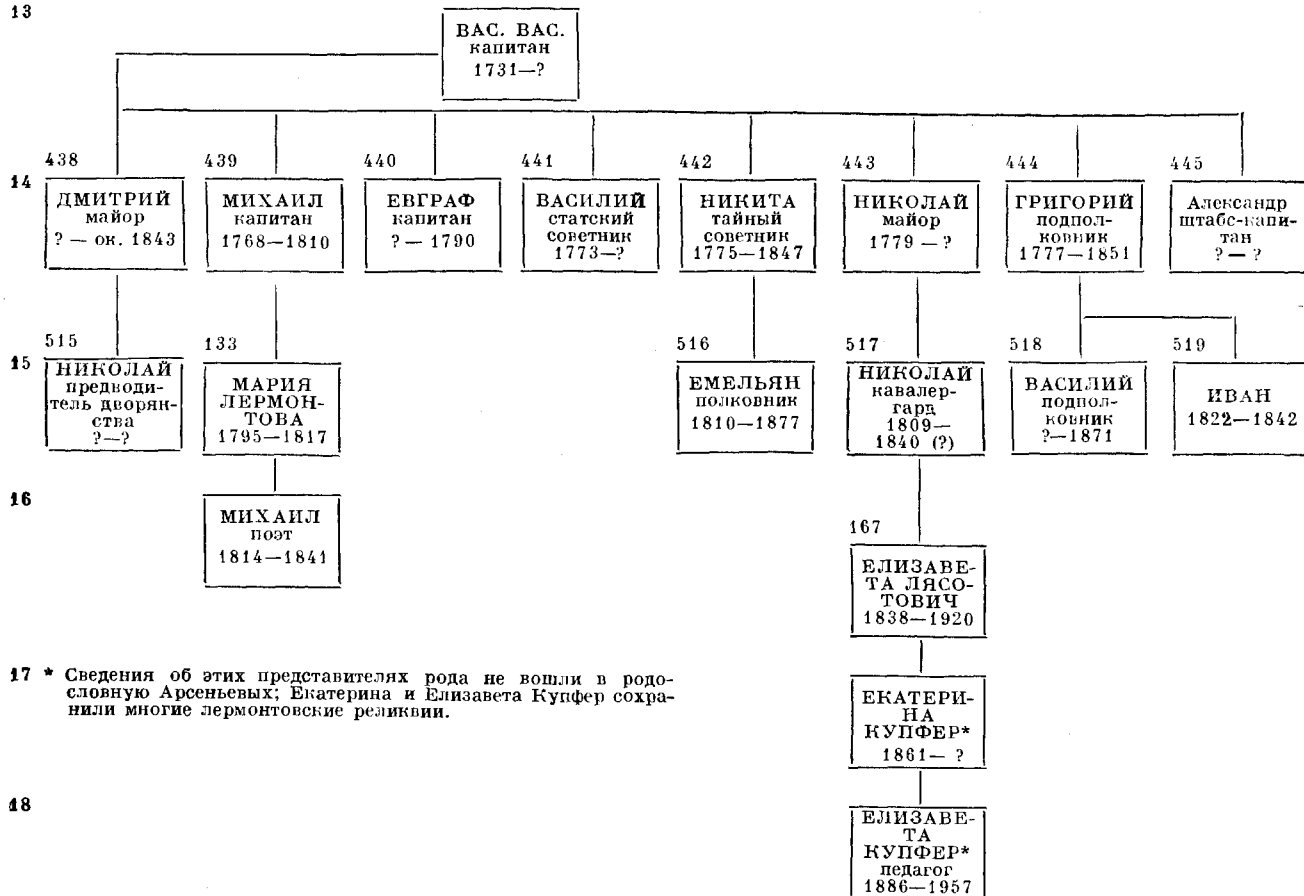 13
ВАС. ВАС.
капитан
1731—?
438 439 440 441 442 443 444 445
14
ДМИТРИЙ
майор
? — ок. 1843
МИХАИЛ
капитан
1768—1810
ЕВГРАФ
капитан
? — 1790
ВАСИЛИЙ
статский
советник
1773—?
НИКИТА
тайный
советник
1775—1847
НИКОЛАЙ
майор
1779 — ?
ГРИГОРИЙ
подпол-
ковник
1777—1851
Александр
штабс-капи-
тан
? — ?
515 133 516 517 518 519
15
НИКОЛАЙ
предводи-
тель дворян-
ства
?—?
МАРИЯ
ЛЕРМОН-
ТОВА
1795—1817
ЕМЕЛЬЯН
полковник
1810—1877
НИКОЛАЙ
кавалер-
гард
1809—
1840 (?)
ВАСИЛИЙ
подпол-
ковник
?—1871
ИВАН
1822—1842
16
МИХАИЛ
поэт
1814—1841
167
ЕЛИЗАВЕ-
ТА ЛЯСО-
ТОВИЧ
1838—1920
17 * Сведения об этих представителях рода не вошли в родо-
словную Арсеньевых; Екатерина и Елизавета Купфер сохра-
нили многие лермонтовские реликвии.
ЕКАТЕРИ-
НА
КУПФЕР*
1861— ?
18
ЕЛИЗАВЕ-
ТА
КУПФЕР*
педагог
1886—1957